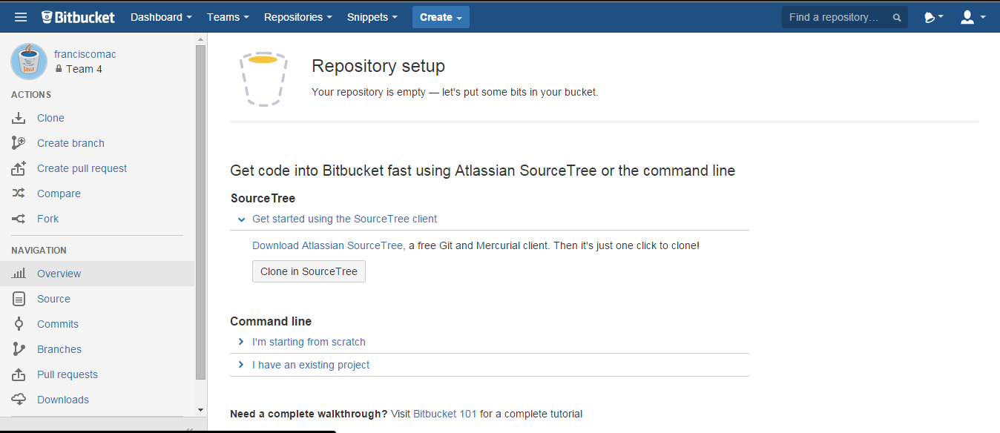 Bitbucket Dashboard Teams Repositories Snippets Create Find a repository...
franciscomac
Team 4
ACTIONS
Clone
Create branch
Create pull request
Compare
Fork
NAVIGATION
Overview
Source
Commits
Branches
Pull requests
Downloads
Java
Repository setup
Your repository is empty — let's put some bits in your bucket.
Get code into Bitbucket fast using Atlassian SourceTree or the command line
SourceTree
Get started using the SourceTree client
Download Atlassian SourceTree, a free Git and Mercurial client. Then it's just one click to clone!
Clone in SourceTree
Command line
I'm starting from scratch
I have an existing project
Need a complete walkthrough? Visit Bitbucket 101 for a complete tutorial